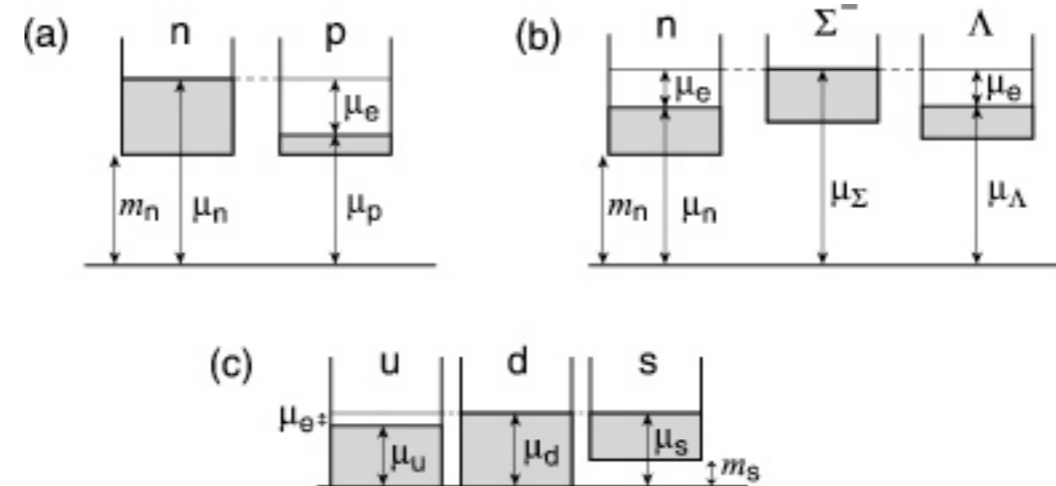 (a) n p
μe
mn μn μp
(b) n Σ⁻ Λ
μe μe
mn μn μΣ μΛ
(c) u d s
μe
μu μd μs ms